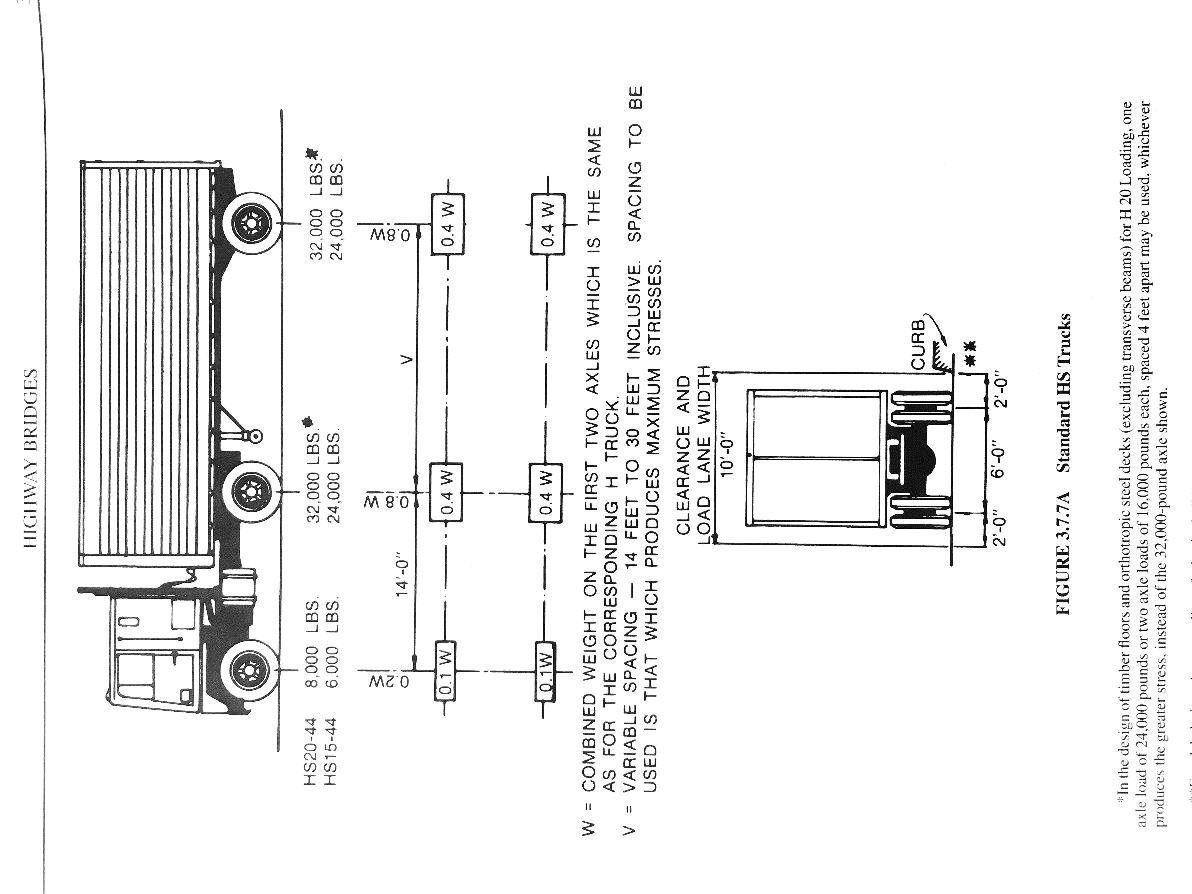 HIGHWAY BRIDGES
HS20-44 8,000 LBS. 32,000 LBS.* 32,000 LBS.*
HS15-44 6,000 LBS. 24,000 LBS. 24,000 LBS.
0.2W 0.8W 0.8W
14'-0" V
0.1 W 0.4 W 0.4 W
0.1W 0.4 W 0.4 W
W = COMBINED WEIGHT ON THE FIRST TWO AXLES WHICH IS THE SAME
AS FOR THE CORRESPONDING H TRUCK.
V = VARIABLE SPACING — 14 FEET TO 30 FEET INCLUSIVE. SPACING TO BE
USED IS THAT WHICH PRODUCES MAXIMUM STRESSES.
CLEARANCE AND
LOAD LANE WIDTH
10'-0"
CURB
**
2'-0" 6'-0" 2'-0"
FIGURE 3.7.7A Standard HS Trucks
*In the design of timber floors and orthotropic steel decks (excluding transverse beams) for H 20 Loading, one
axle load of 24,000 pounds or two axle loads of 16,000 pounds each, spaced 4 feet apart may be used, whichever
produces the greater stress, instead of the 32,000-pound axle shown.